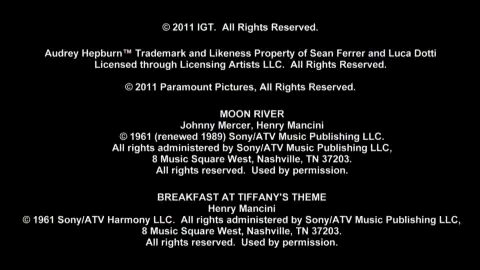 © 2011 IGT. All Rights Reserved.
Audrey Hepburn™ Trademark and Likeness Property of Sean Ferrer and Luca Dotti
Licensed through Licensing Artists LLC. All Rights Reserved.
© 2011 Paramount Pictures, All Rights Reserved.
MOON RIVER
Johnny Mercer, Henry Mancini
© 1961 (renewed 1989) Sony/ATV Music Publishing LLC.
All rights administered by Sony/ATV Music Publishing LLC,
8 Music Square West, Nashville, TN 37203.
All rights reserved. Used by permission.
BREAKFAST AT TIFFANY'S THEME
Henry Mancini
© 1961 Sony/ATV Harmony LLC. All rights administered by Sony/ATV Music Publishing LLC,
8 Music Square West, Nashville, TN 37203.
All rights reserved. Used by permission.